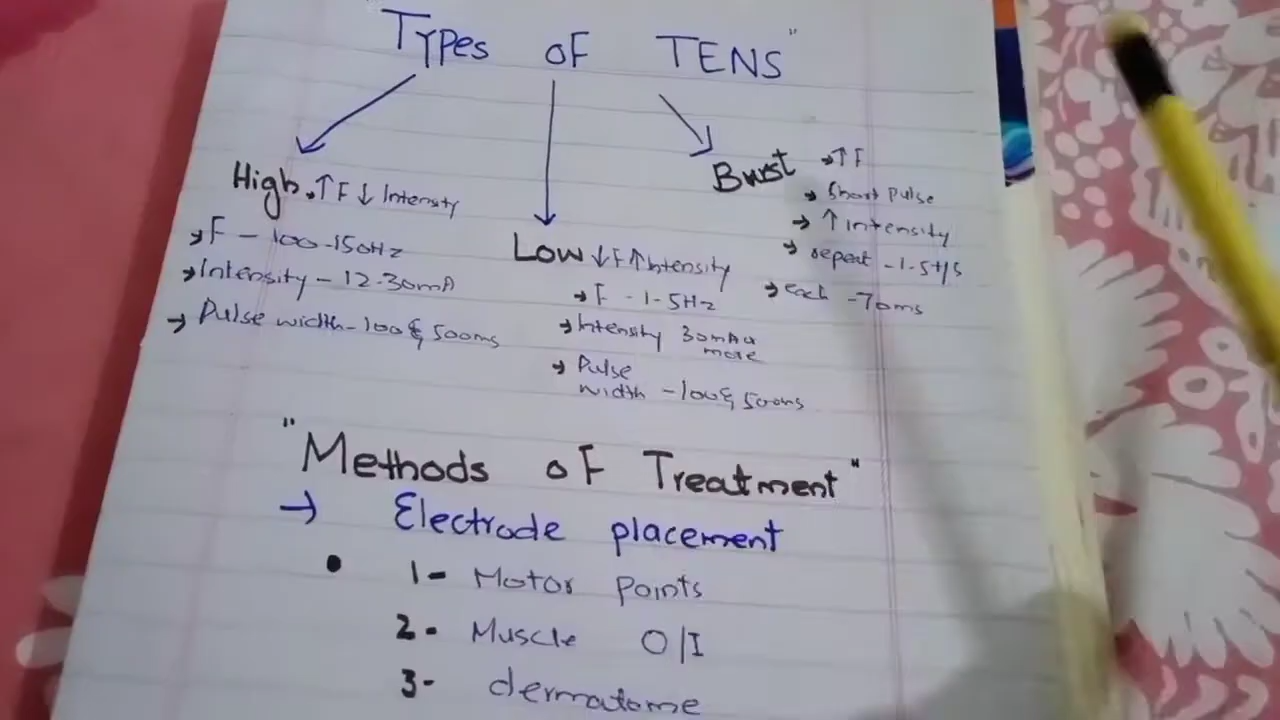 "Types of TENS"
High ↑F ↓ Intensity
→ F - 100-150Hz
→ Intensity - 12-30mA
→ Pulse width - 100 & 500ms
Low ↓F↑Intensity
→ F - 1-5Hz
→ Intensity 30mA &
more
→ Pulse
width - 100 & 500ms
Burst → ↑F
→ Short pulse
→ ↑ intensity
→ repeat -1-5H/s
→ each -70ms
"Methods of Treatment"
→ Electrode placement
• 1- Motor points
2- Muscle O/I
3- dermatome